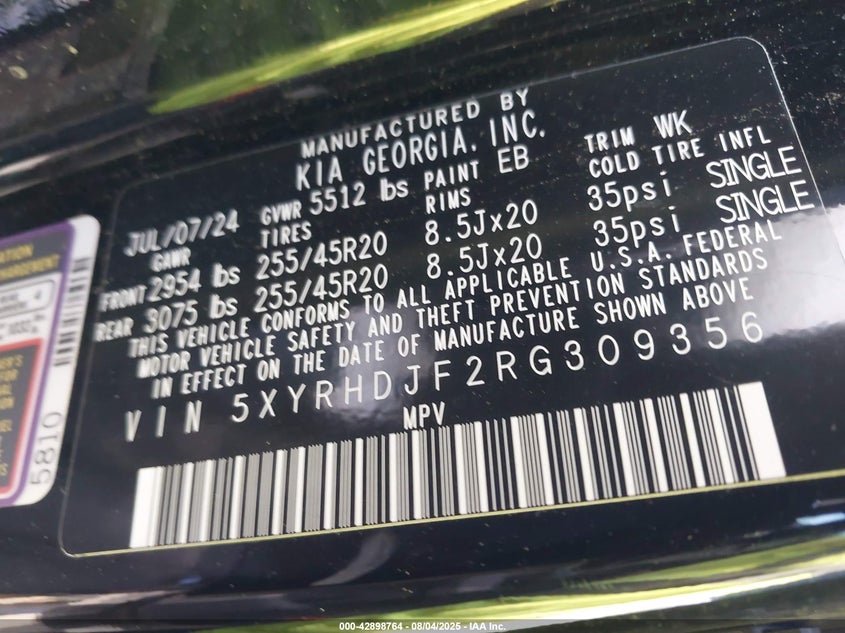 MANUFACTURED BY
KIA GEORGIA, INC.
JUL/07/24 GVWR 5512 lbs PAINT EB TRIM WK
GAWR TIRES RIMS COLD TIRE INFL
FRONT 2954 lbs 255/45R20 8.5Jx20 35psi SINGLE
REAR 3075 lbs 255/45R20 8.5Jx20 35psi SINGLE
THIS VEHICLE CONFORMS TO ALL APPLICABLE U.S.A. FEDERAL
MOTOR VEHICLE SAFETY AND THEFT PREVENTION STANDARDS
IN EFFECT ON THE DATE OF MANUFACTURE SHOWN ABOVE
VIN 5XYRHDJF2RG309356
MPV
5810
000-42898764 - 08/04/2025 - IAA Inc.